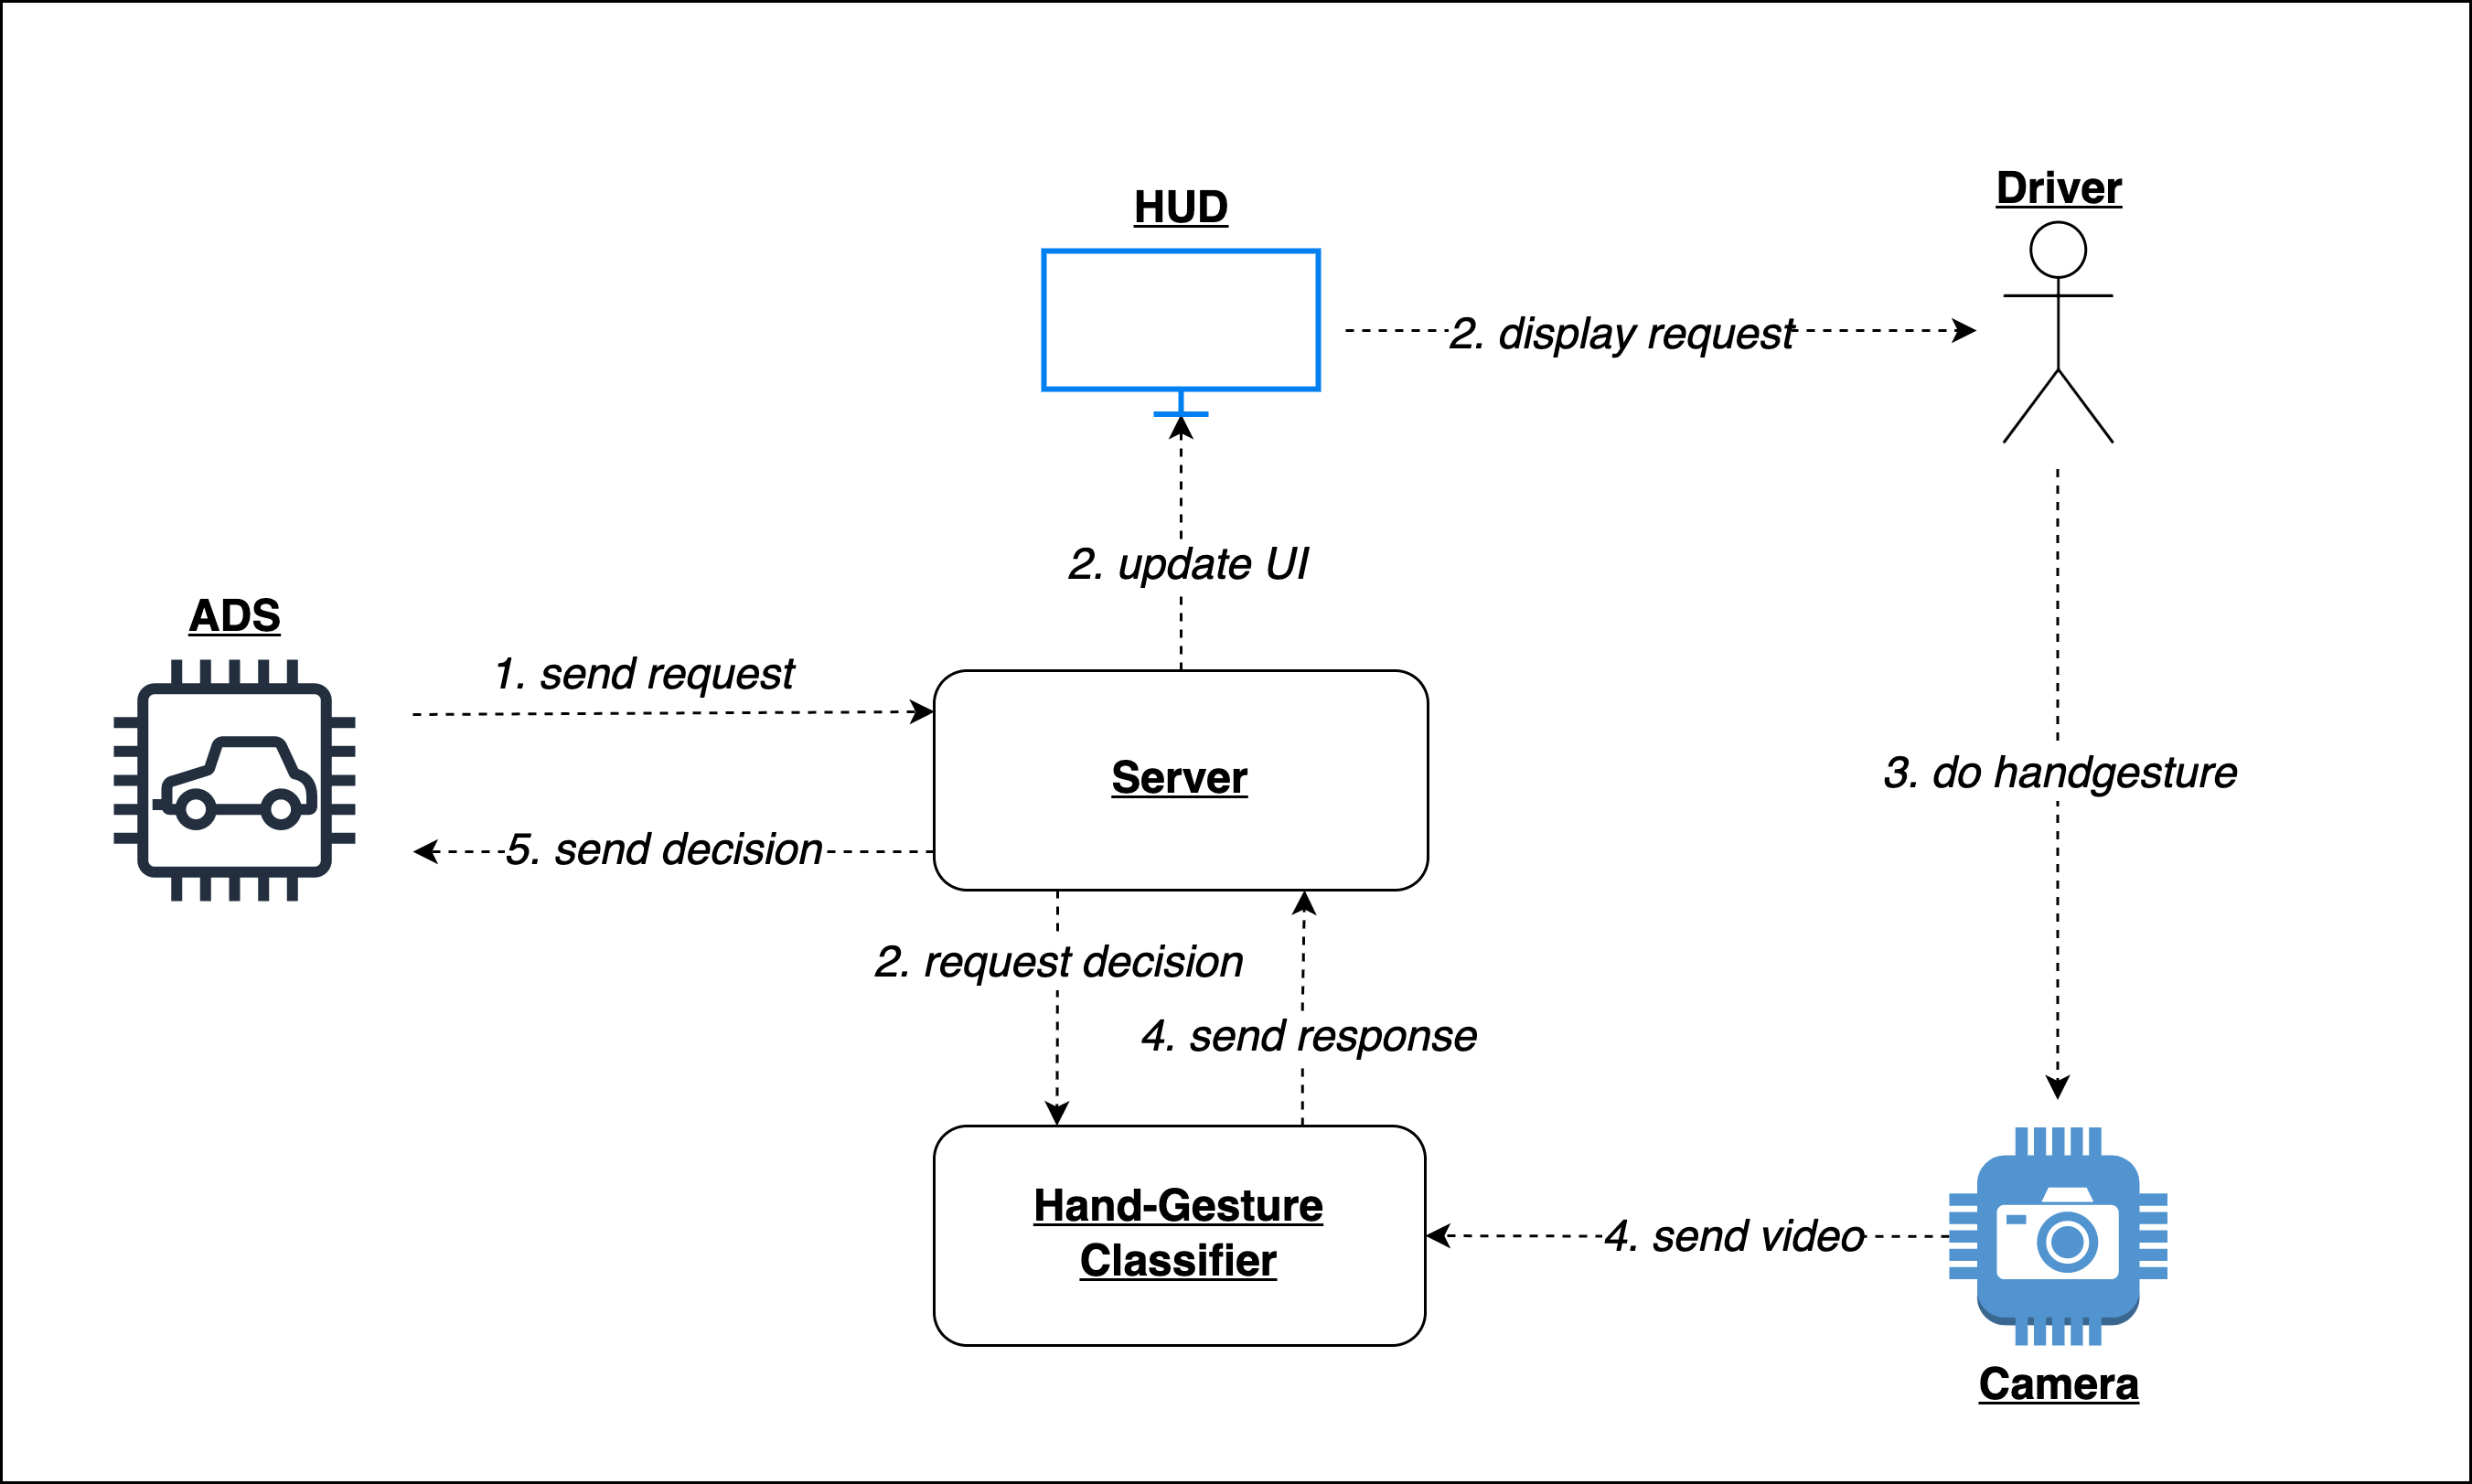 HUD
Driver
2. display request
2. update UI
ADS
1. send request
Server
3. do handgesture
5. send decision
2. request decision
4. send response
Hand-Gesture
Classifier
4. send video
Camera